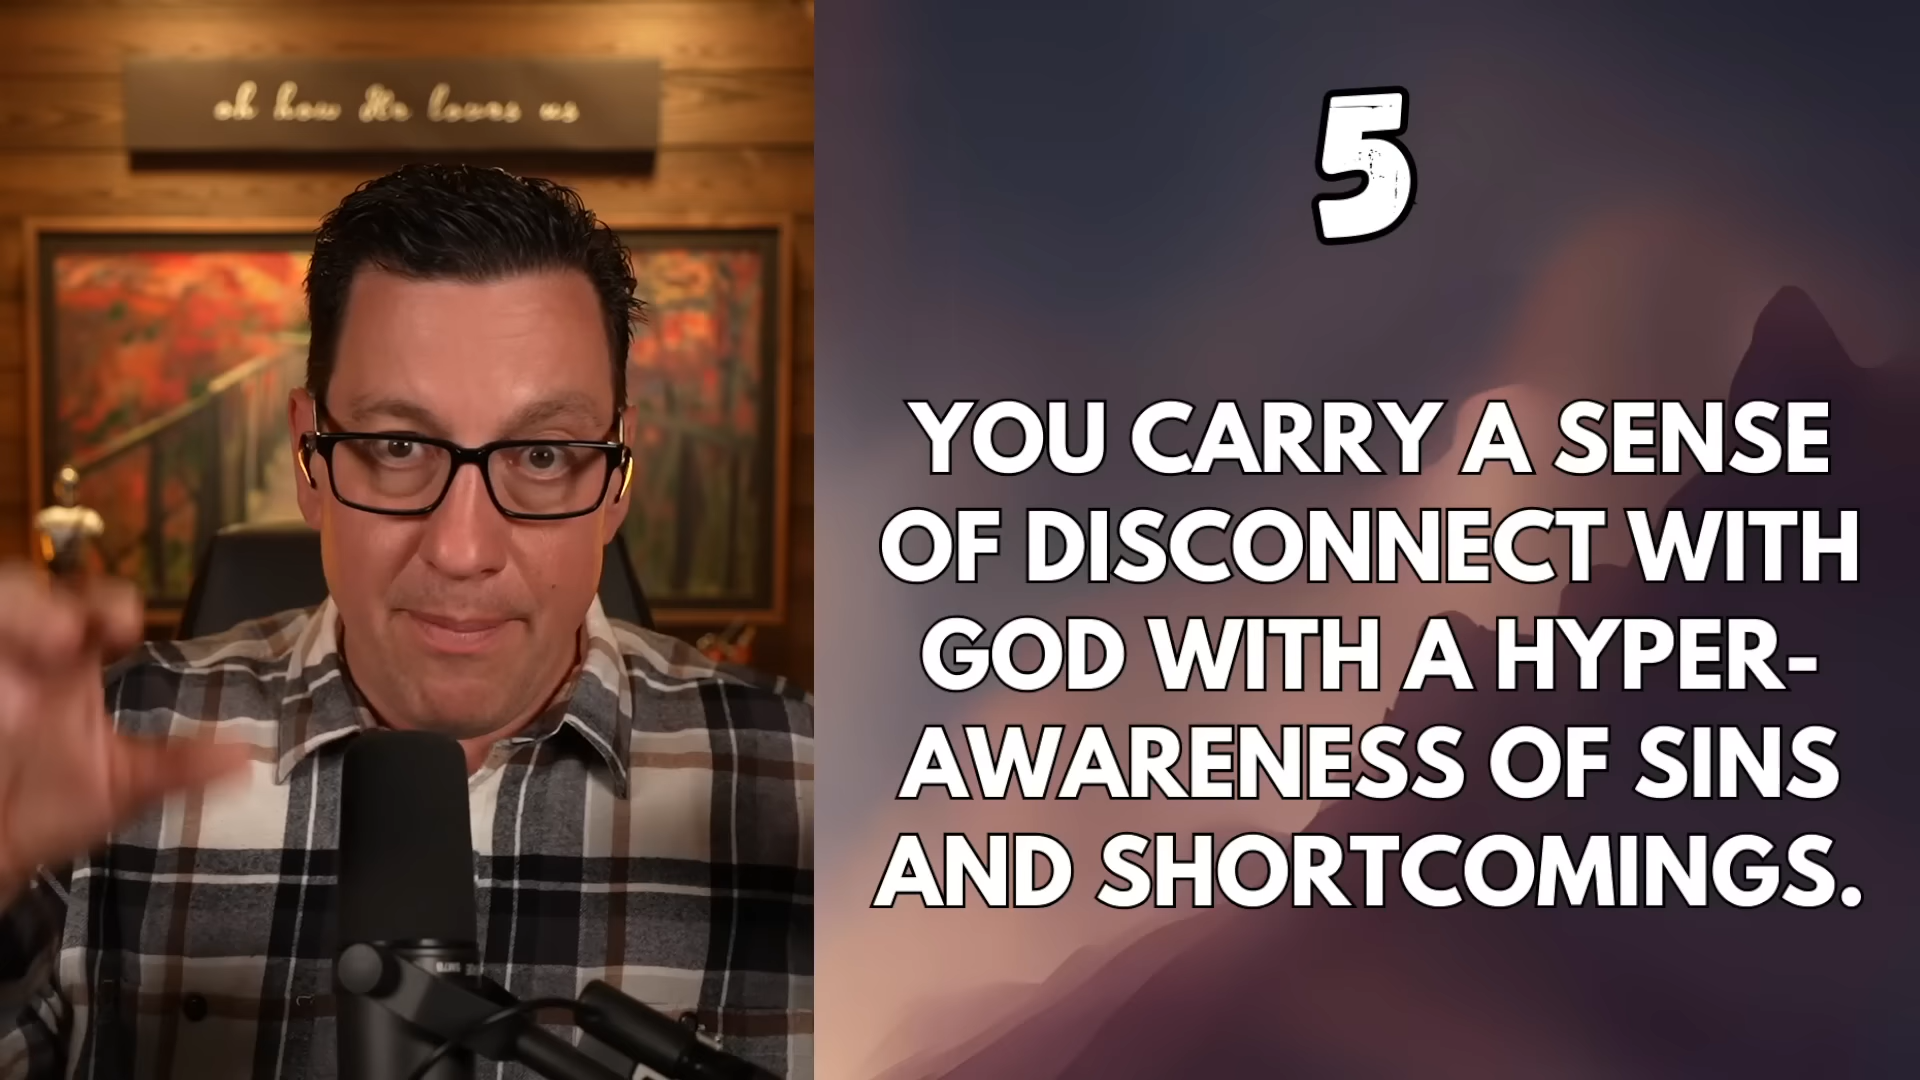 oh how He loves us
5
YOU CARRY A SENSE
OF DISCONNECT WITH
GOD WITH A HYPER-
AWARENESS OF SINS
AND SHORTCOMINGS.